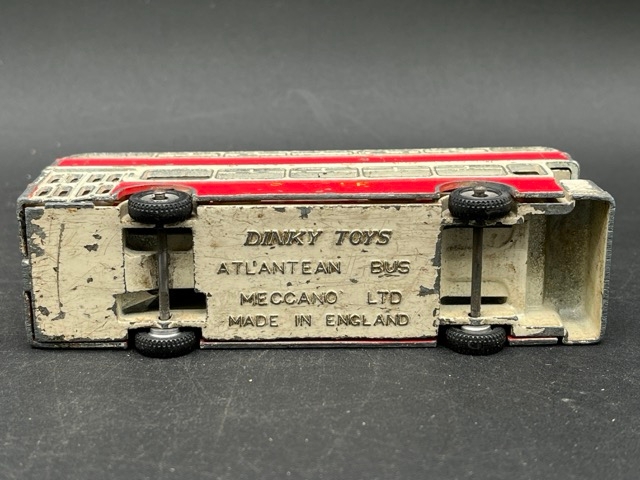 DINKY TOYS
ATLANTEAN BUS
MECCANO LTD
MADE IN ENGLAND